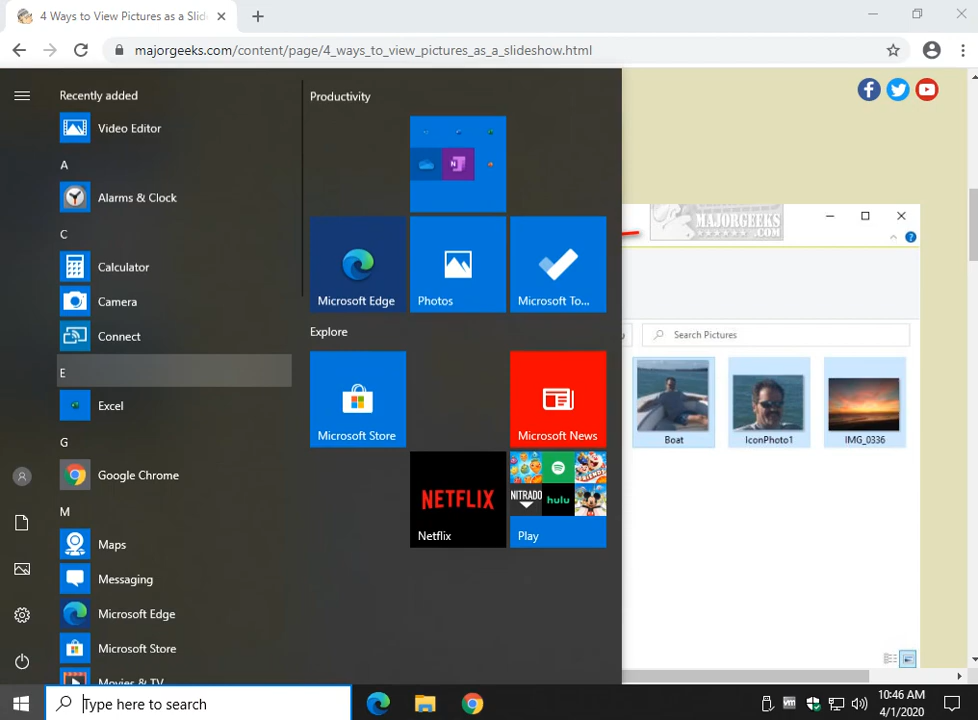 4 Ways to View Pictures as a Slid
majorgeeks.com/content/page/4_ways_to_view_pictures_as_a_slideshow.html
Recently added
Video Editor
A
Alarms & Clock
C
Calculator
Camera
Connect
E
Excel
G
Google Chrome
M
Maps
Messaging
Microsoft Edge
Microsoft Store
Movies & TV
Productivity
N
Microsoft Edge
Photos
Microsoft To...
Explore
Microsoft Store
Microsoft News
NETFLIX
Netflix
NITRADO
hulu
Play
MAJORGEEKS
.COM
Search Pictures
Boat
IconPhoto1
IMG_0336
Type here to search
10:46 AM
4/1/2020